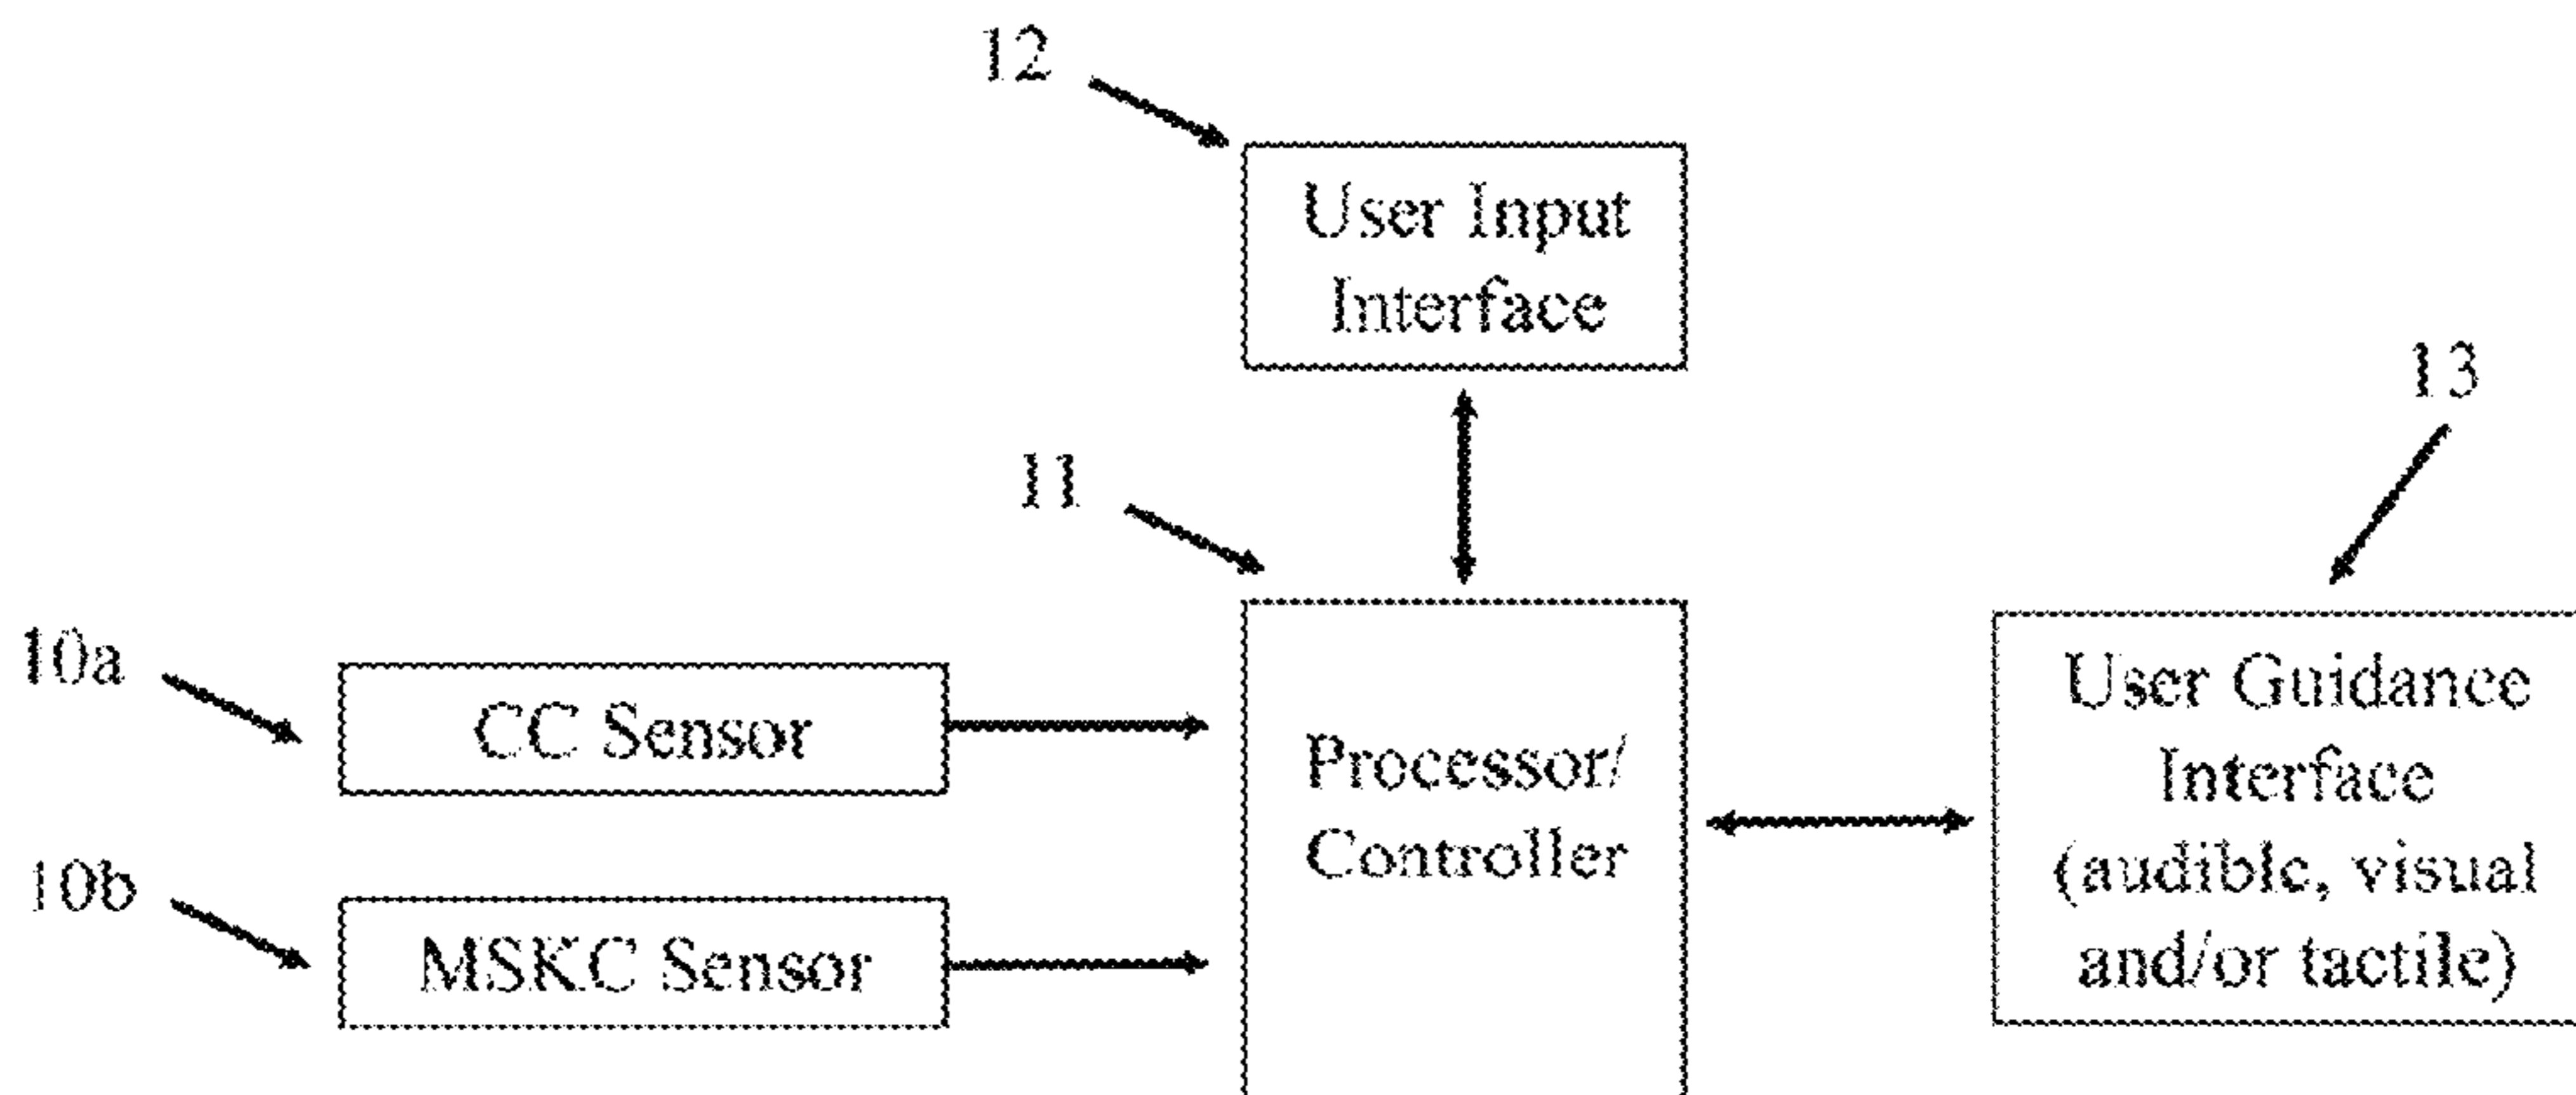 12
User Input
Interface
13
11
10a
CC Sensor
Processor/
Controller
User Guidance
Interface
(audible, visual
and/or tactile)
10b
MSKC Sensor